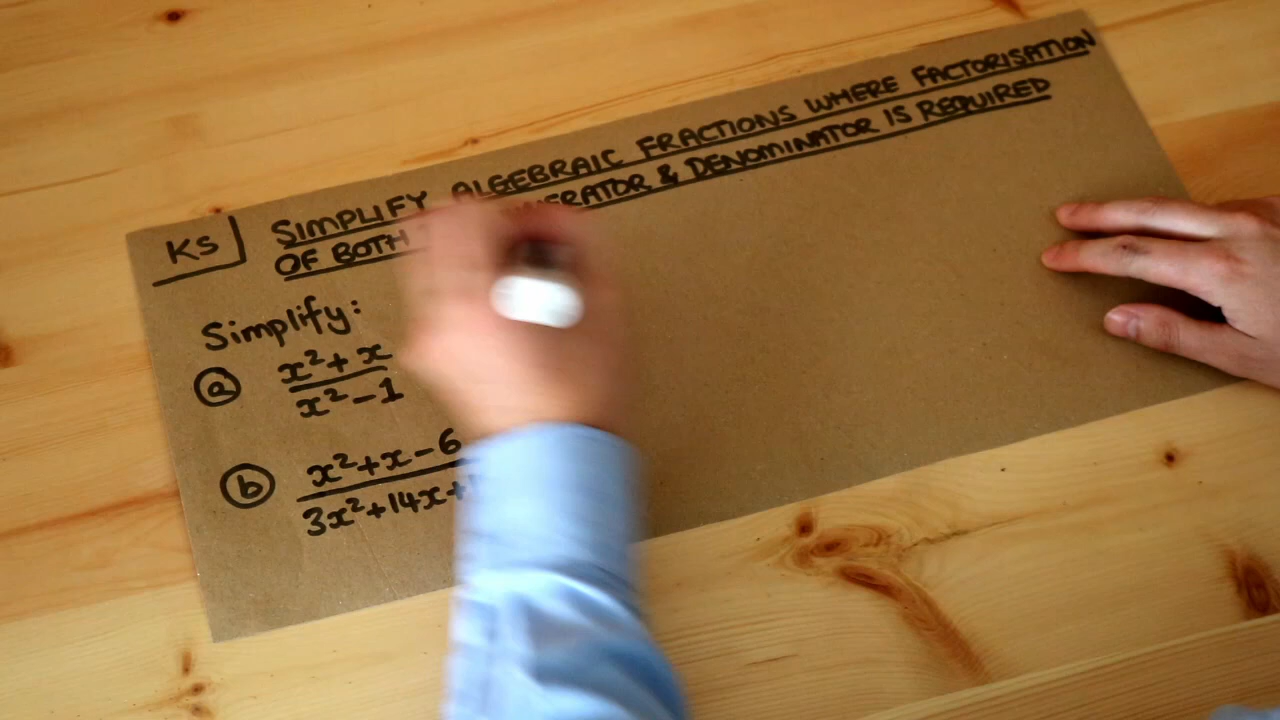 KS
SIMPLIFY ALGEBRAIC FRACTIONS WHERE FACTORISATION
OF BOTH & DENOMINATOR IS REQUIRED
Simplify:
ⓐ x² + x
x² − 1
ⓑ x² + x − 6
3x² + 14x +